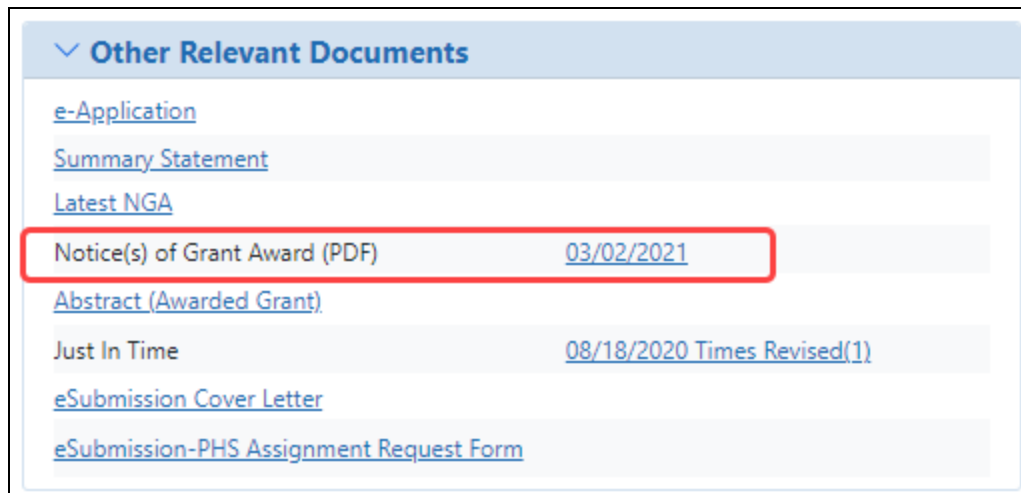 Other Relevant Documents
e-Application
Summary Statement
Latest NGA
Notice(s) of Grant Award (PDF) 03/02/2021
Abstract (Awarded Grant)
Just In Time 08/18/2020 Times Revised(1)
eSubmission Cover Letter
eSubmission-PHS Assignment Request Form